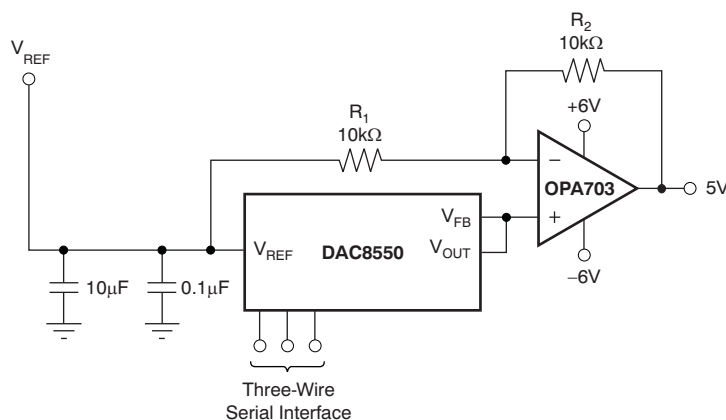 R2
10kΩ
VREF
+6V
R1
10kΩ
−
OPA703
5V
+
VFB
VREF
DAC8550
VOUT
−6V
10µF
0.1µF
Three-Wire
Serial Interface